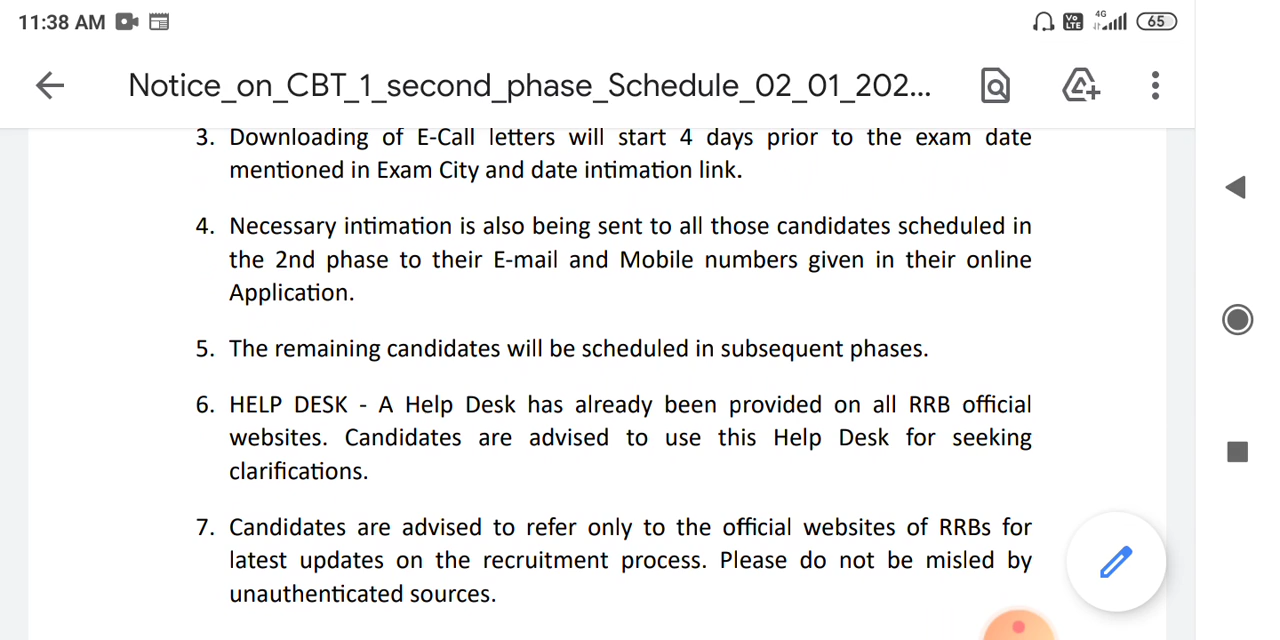 11:38 AM
Vo LTE 4G 65
Notice_on_CBT_1_second_phase_Schedule_02_01_202...
3. Downloading of E-Call letters will start 4 days prior to the exam date
mentioned in Exam City and date intimation link.
4. Necessary intimation is also being sent to all those candidates scheduled in
the 2nd phase to their E-mail and Mobile numbers given in their online
Application.
5. The remaining candidates will be scheduled in subsequent phases.
6. HELP DESK - A Help Desk has already been provided on all RRB official
websites. Candidates are advised to use this Help Desk for seeking
clarifications.
7. Candidates are advised to refer only to the official websites of RRBs for
latest updates on the recruitment process. Please do not be misled by
unauthenticated sources.